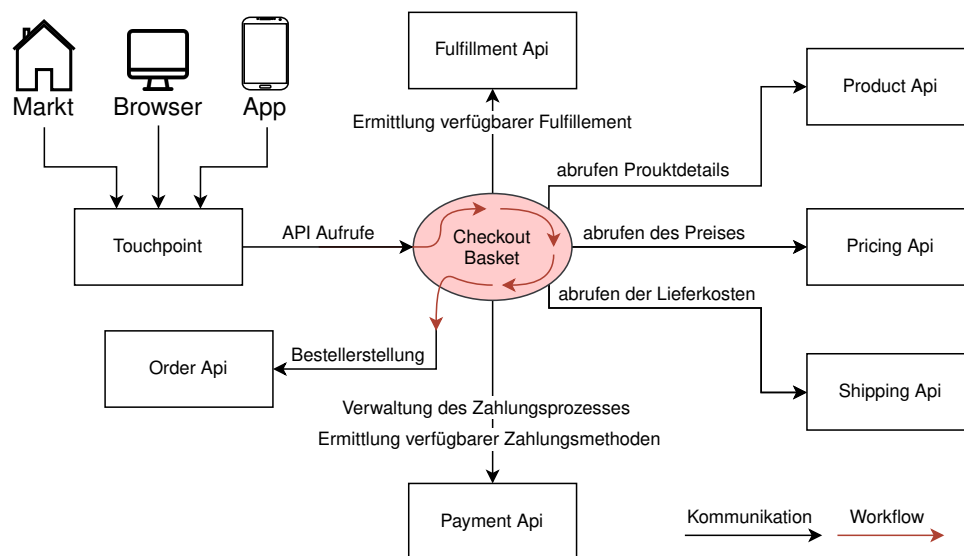 Markt
Browser
App
Fulfillment Api
Product Api
Ermittlung verfügbarer Fulfillement
abrufen Prouktdetails
Touchpoint
API Aufrufe
Checkout
Basket
abrufen des Preises
Pricing Api
abrufen der Lieferkosten
Order Api
Bestellerstellung
Shipping Api
Verwaltung des Zahlungsprozesses
Ermittlung verfügbarer Zahlungsmethoden
Payment Api
Kommunikation
Workflow